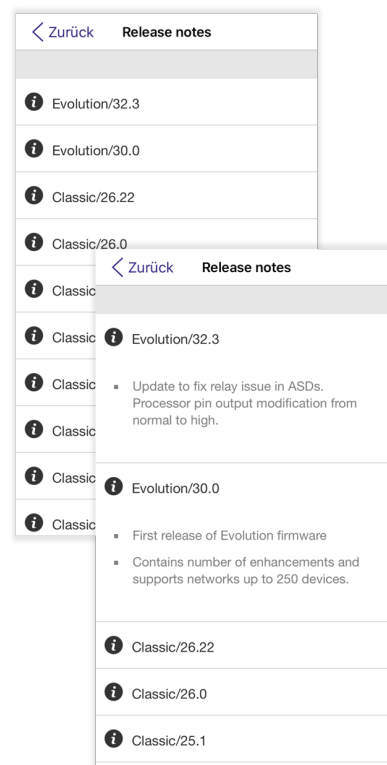 Zurück Release notes
Evolution/32.3
Evolution/30.0
Classic/26.22
Classic/26.0
Classic
Classic
Classic
Classic
Classic
Classic
Zurück Release notes
Evolution/32.3
Update to fix relay issue in ASDs.
Processor pin output modification from
normal to high.
Evolution/30.0
First release of Evolution firmware
Contains number of enhancements and
supports networks up to 250 devices.
Classic/26.22
Classic/26.0
Classic/25.1